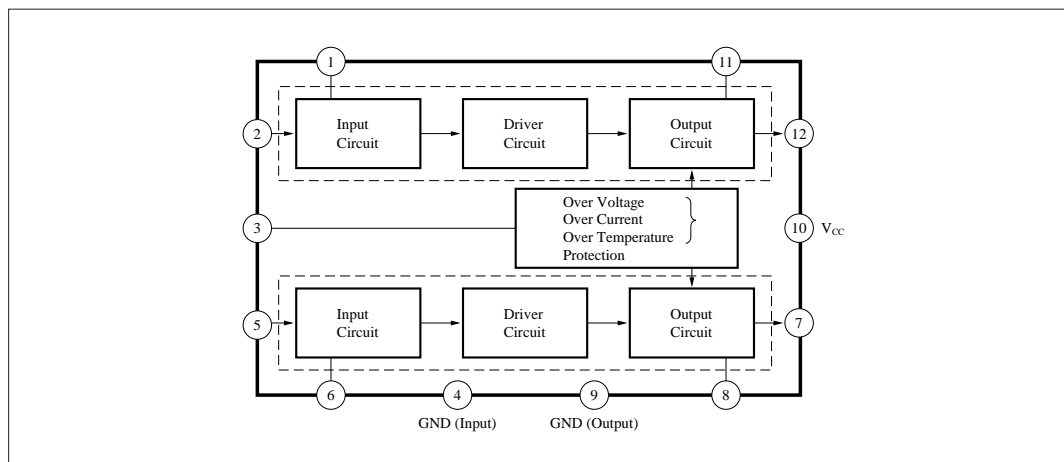 1
11
2
Input
Circuit
Driver
Circuit
Output
Circuit
12
3
Over Voltage
Over Current
Over Temperature
Protection
10
VCC
5
Input
Circuit
Driver
Circuit
Output
Circuit
7
6
4
9
8
GND (Input)
GND (Output)